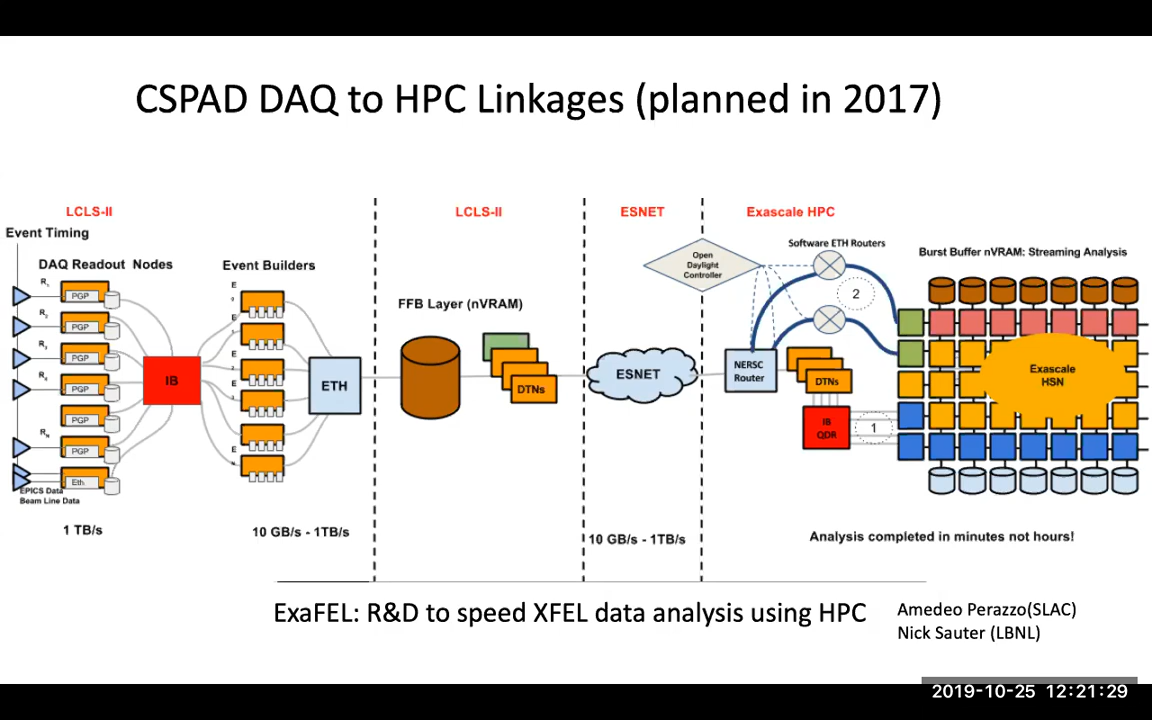 CSPAD DAQ to HPC Linkages (planned in 2017)
LCLS-II
LCLS-II
ESNET
Exascale HPC
Event Timing
DAQ Readout Nodes
Event Builders
FFB Layer (nVRAM)
Open
Daylight
Controller
Software ETH Routers
Burst Buffer nVRAM: Streaming Analysis
R1
PGP
R2
PGP
R3
PGP
PGP
PGP
PGP
Eth
EPICS Data
Beam Line Data
IB
E
E
E
E
E
ETH
DTNs
ESNET
NERSC
Router
DTNs
IB
QDR
2
1
Exascale
HSN
1 TB/s
10 GB/s - 1TB/s
10 GB/s - 1TB/s
Analysis completed in minutes not hours!
ExaFEL: R&D to speed XFEL data analysis using HPC
Amedeo Perazzo(SLAC)
Nick Sauter (LBNL)
2019-10-25 12:21:29